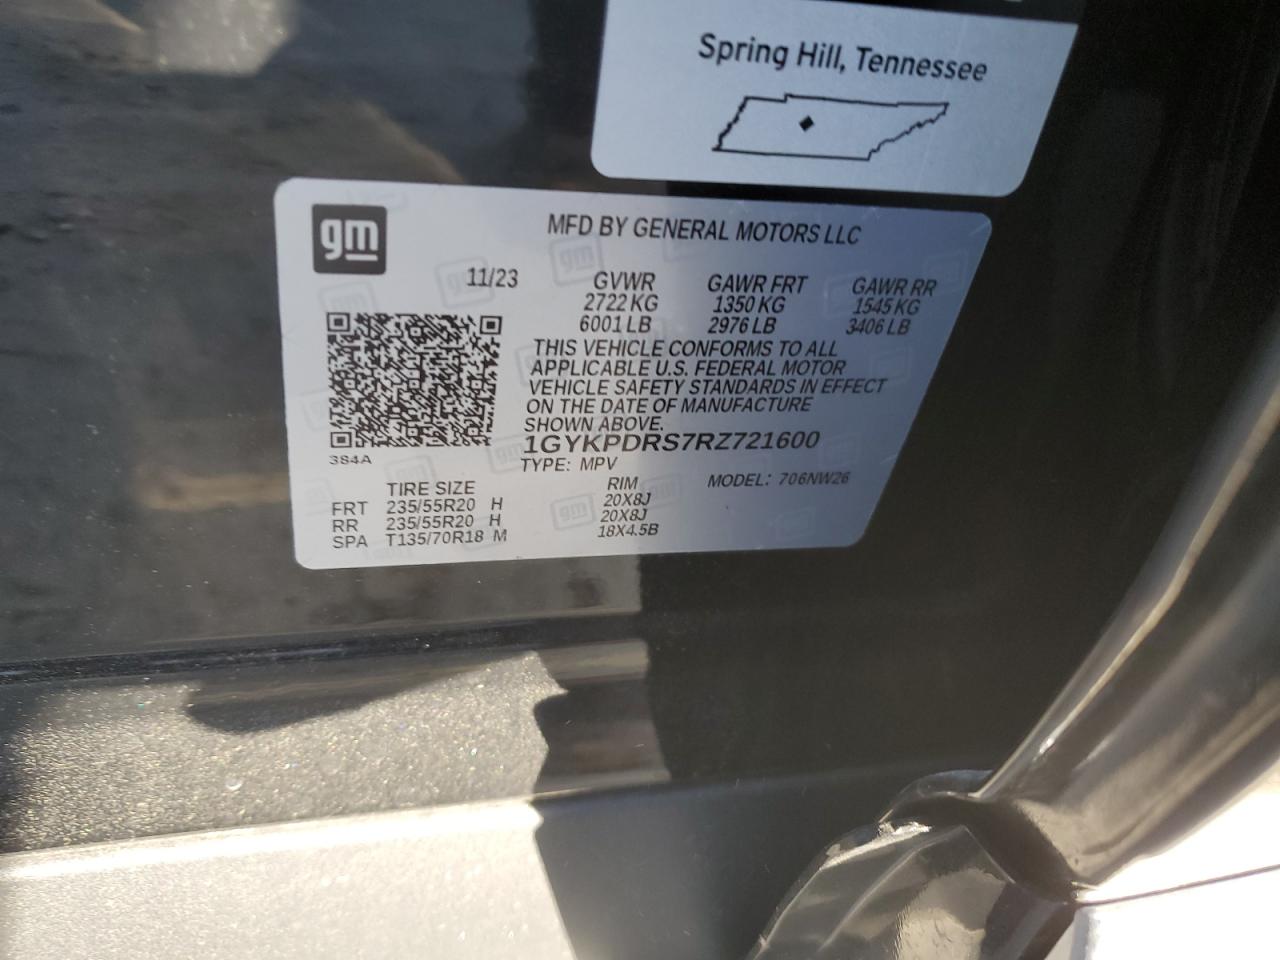 Spring Hill, Tennessee
gm
MFD BY GENERAL MOTORS LLC
11/23 GVWR GAWR FRT GAWR RR
2722 KG 1350 KG 1545 KG
6001 LB 2976 LB 3406 LB
THIS VEHICLE CONFORMS TO ALL
APPLICABLE U.S. FEDERAL MOTOR
VEHICLE SAFETY STANDARDS IN EFFECT
ON THE DATE OF MANUFACTURE
SHOWN ABOVE.
1GYKPDRS7RZ721600
384A
TYPE: MPV MODEL: 706NW26
TIRE SIZE RIM
FRT 235/55R20 H 20X8J
RR 235/55R20 H 20X8J
SPA T135/70R18 M 18X4.5B